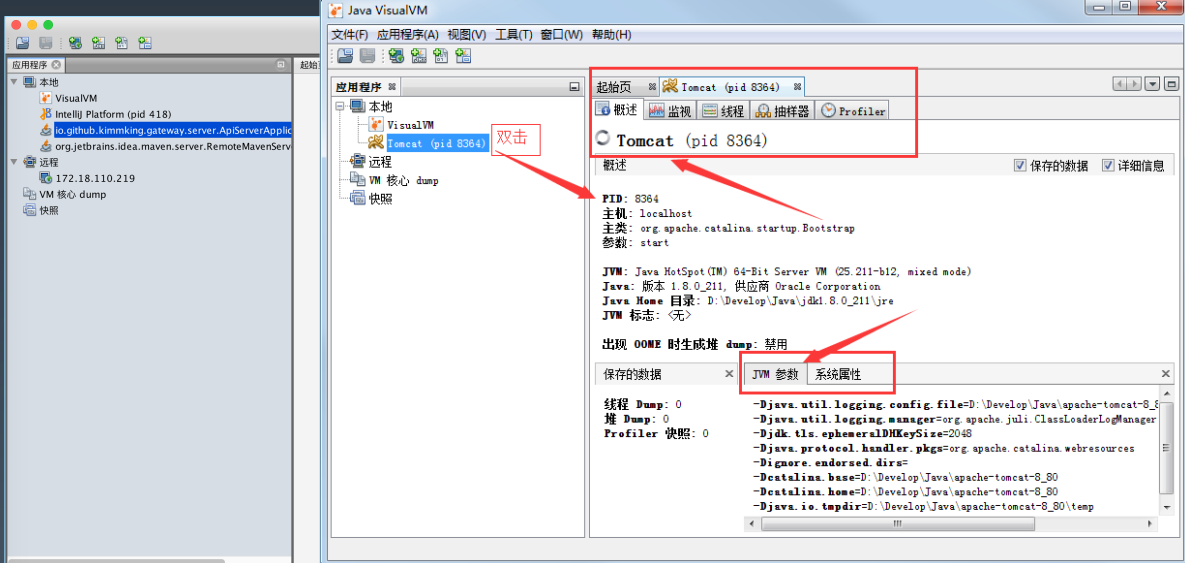 应用程序
起始
本地
VisualVM
IntelliJ Platform (pid 418)
io.github.kimmking.gateway.server.ApiServerApplic
org.jetbrains.idea.maven.server.RemoteMavenServ
远程
172.18.110.219
VM 核心 dump
快照
Java VisualVM
文件(F) 应用程序(A) 视图(V) 工具(T) 窗口(W) 帮助(H)
应用程序
本地
VisualVM
Tomcat (pid 8364)
双击
远程
VM 核心 dump
快照
起始页 Tomcat (pid 8364)
概述 监视 线程 抽样器 Profiler
Tomcat (pid 8364)
概述 保存的数据 详细信息
PID: 8364
主机: localhost
主类: org.apache.catalina.startup.Bootstrap
参数: start
JVM: Java HotSpot(TM) 64-Bit Server VM (25.211-b12, mixed mode)
Java: 版本 1.8.0_211, 供应商 Oracle Corporation
Java Home 目录: D:\Develop\Java\jdk1.8.0_211\jre
JVM 标志: <无>
出现 OOME 时生成堆 dump: 禁用
保存的数据 JVM 参数 系统属性
线程 Dump: 0
堆 Dump: 0
Profiler 快照: 0
-Djava.util.logging.config.file=D:\Develop\Java\apache-tomcat-8_8
-Djava.util.logging.manager=org.apache.juli.ClassLoaderLogManager
-Djdk.tls.ephemeralDHKeySize=2048
-Djava.protocol.handler.pkgs=org.apache.catalina.webresources
-Dignore.endorsed.dirs=
-Dcatalina.base=D:\Develop\Java\apache-tomcat-8_80
-Dcatalina.home=D:\Develop\Java\apache-tomcat-8_80
-Djava.io.tmpdir=D:\Develop\Java\apache-tomcat-8_80\temp